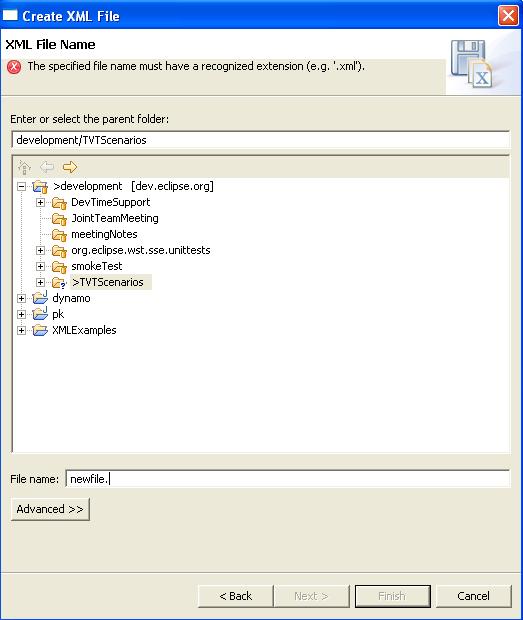 Create XML File
XML File Name
The specified file name must have a recognized extension (e.g. '.xml').
Enter or select the parent folder:
development/TVTScenarios
>development [dev.eclipse.org]
DevTimeSupport
JointTeamMeeting
meetingNotes
org.eclipse.wst.sse.unittests
smokeTest
>TVTScenarios
dynamo
pk
XMLExamples
File name: newfile.
Advanced >>
< Back Next > Finish Cancel